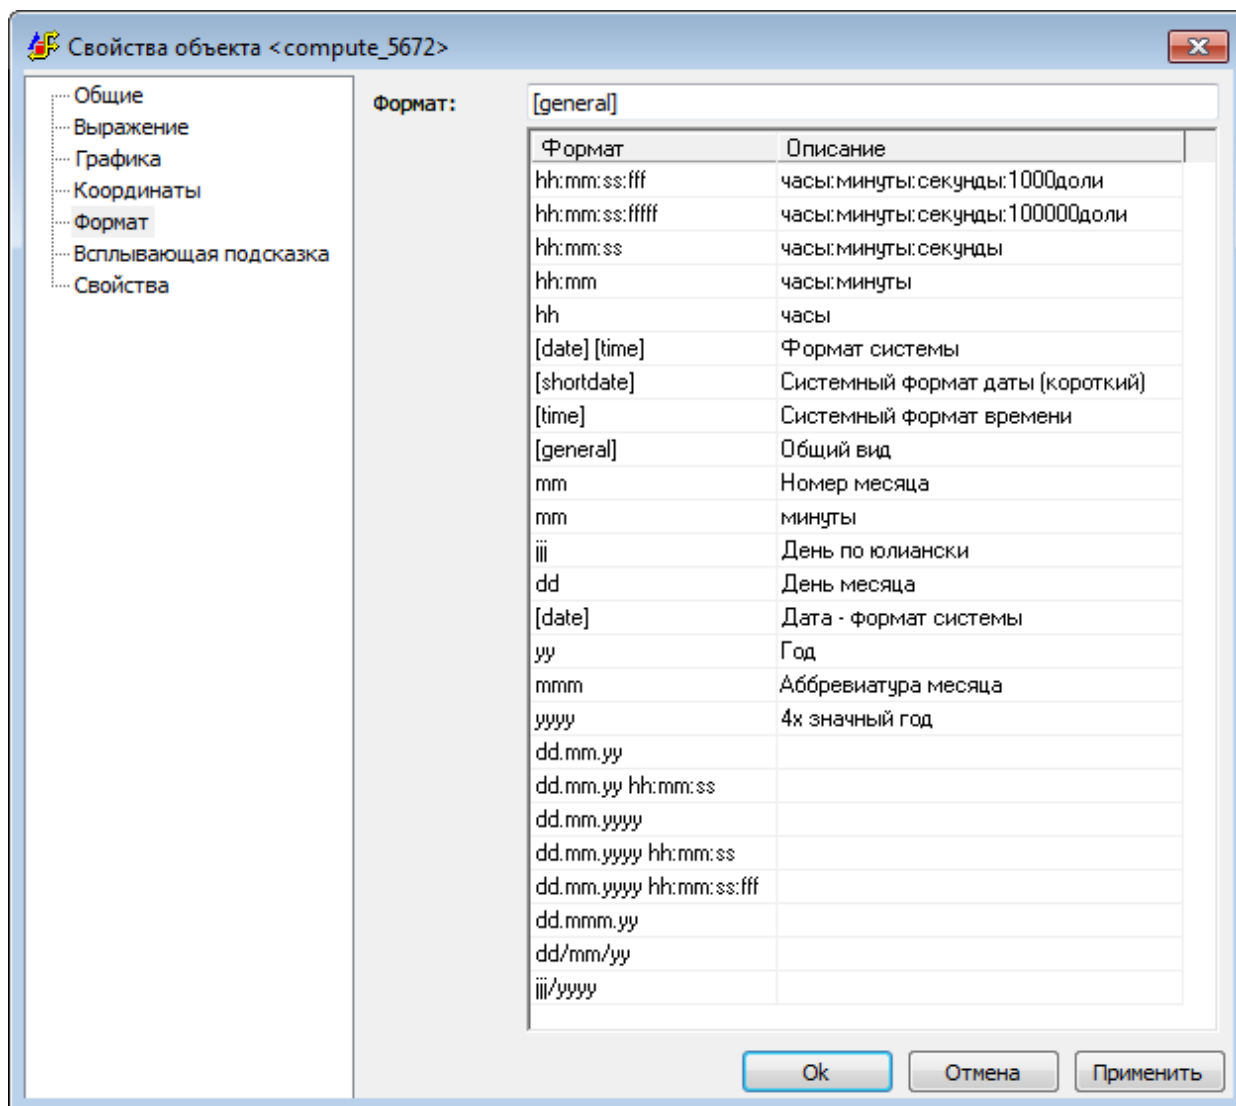 Свойства объекта <compute_5672>
Общие
Выражение
Графика
Координаты
Формат
Всплывающая подсказка
Свойства
Формат: [general]
Формат Описание
hh:mm:ss:fff часы:минуты:секунды:1000доли
hh:mm:ss:fffff часы:минуты:секунды:100000доли
hh:mm:ss часы:минуты:секунды
hh:mm часы:минуты
hh часы
[date] [time] Формат системы
[shortdate] Системный формат даты (короткий)
[time] Системный формат времени
[general] Общий вид
mm Номер месяца
mm минуты
jjj День по юлиански
dd День месяца
[date] Дата - формат системы
yy Год
mmm Аббревиатура месяца
yyyy 4х значный год
dd.mm.yy
dd.mm.yy hh:mm:ss
dd.mm.yyyy
dd.mm.yyyy hh:mm:ss
dd.mm.yyyy hh:mm:ss:fff
dd.mmm.yy
dd/mm/yy
jjj/yyyy
Ok Отмена Применить